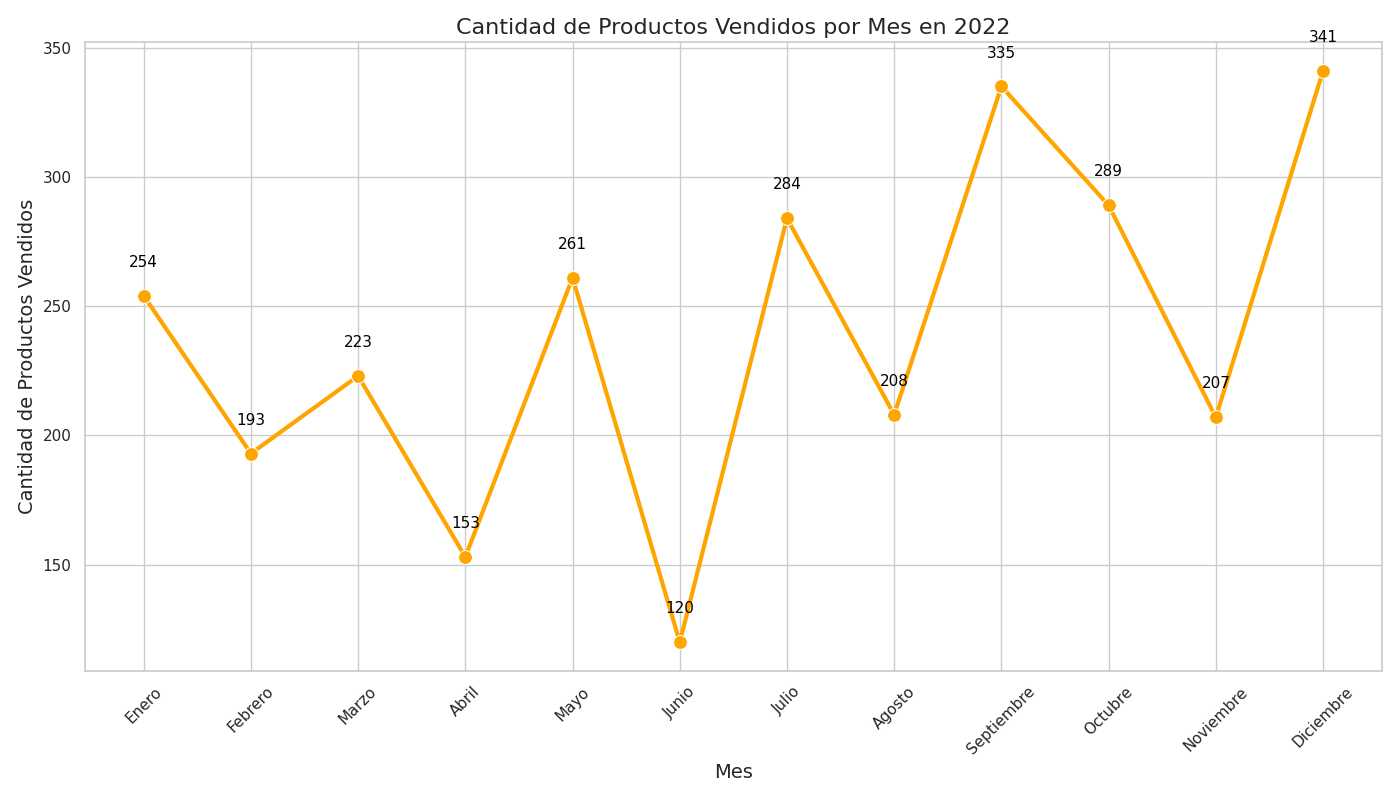 Cantidad de Productos Vendidos por Mes en 2022
Cantidad de Productos Vendidos
350
300
250
200
150
254
193
223
153
261
120
284
208
335
289
207
341
Enero
Febrero
Marzo
Abril
Mayo
Junio
Julio
Agosto
Septiembre
Octubre
Noviembre
Diciembre
Mes